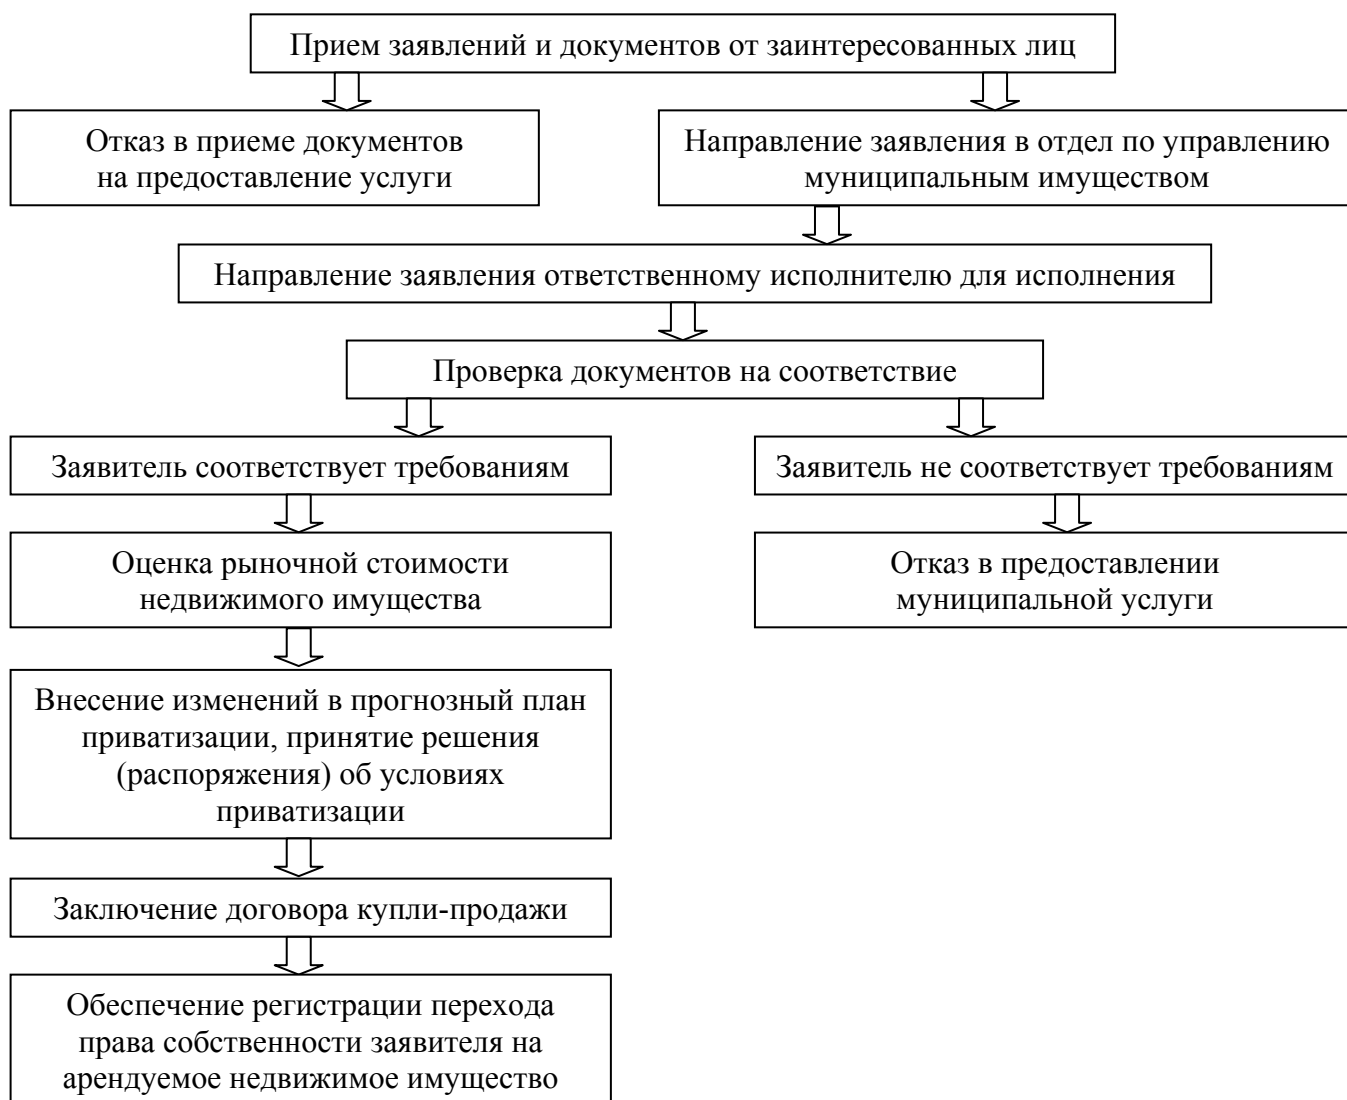 Прием заявлений и документов от заинтересованных лиц
Отказ в приеме документов
на предоставление услуги
Направление заявления в отдел по управлению
муниципальным имуществом
Направление заявления ответственному исполнителю для исполнения
Проверка документов на соответствие
Заявитель соответствует требованиям
Заявитель не соответствует требованиям
Оценка рыночной стоимости
недвижимого имущества
Отказ в предоставлении
муниципальной услуги
Внесение изменений в прогнозный план
приватизации, принятие решения
(распоряжения) об условиях
приватизации
Заключение договора купли-продажи
Обеспечение регистрации перехода
права собственности заявителя на
арендуемое недвижимое имущество